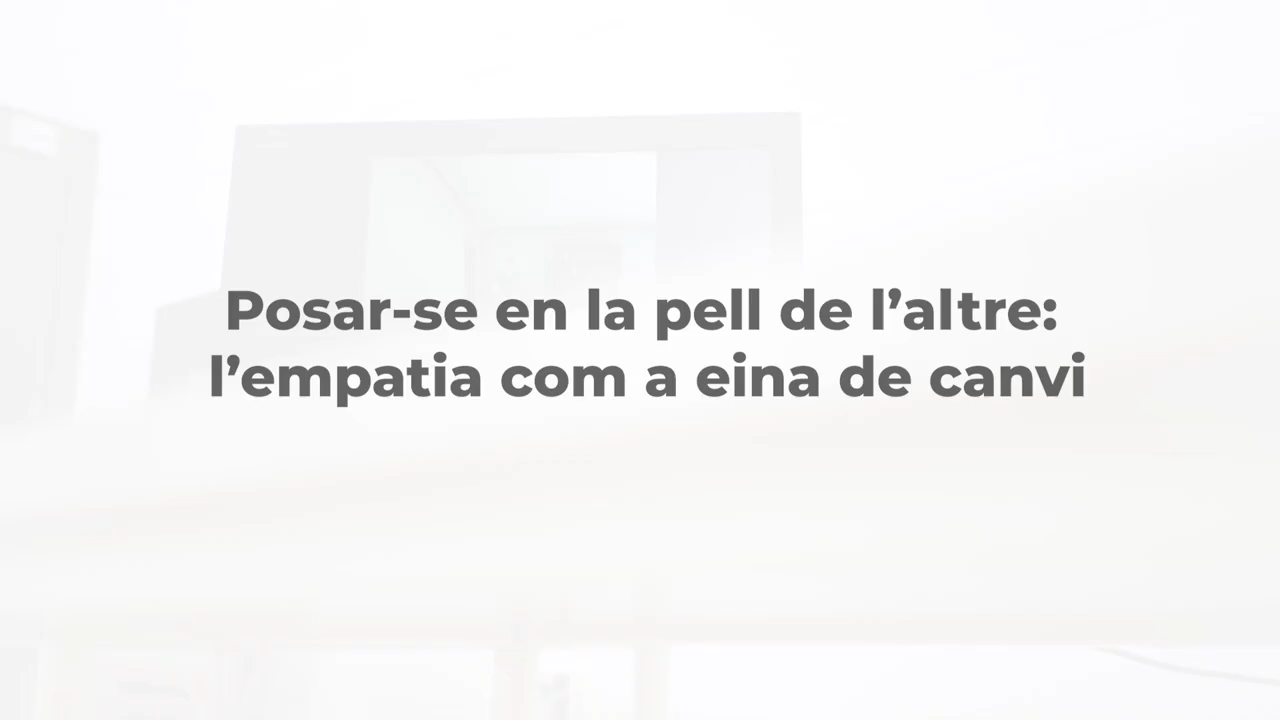 Posar-se en la pell de l’altre:
l’empatia com a eina de canvi